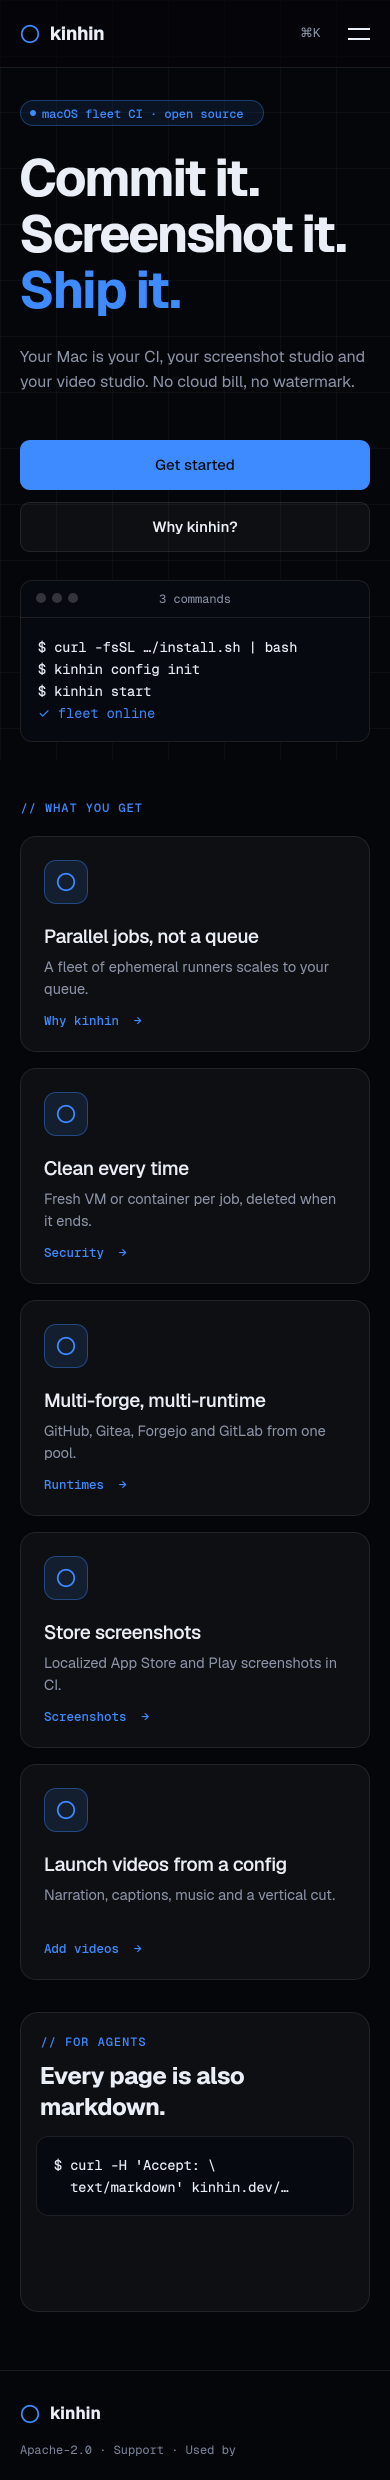 kinhin
⌘K
macOS fleet CI · open source
Commit it.
Screenshot it.
Ship it.
Your Mac is your CI, your screenshot studio and
your video studio. No cloud bill, no watermark.
Get started
Why kinhin?
3 commands
$ curl -fsSL …/install.sh | bash
$ kinhin config init
$ kinhin start
✓ fleet online
// WHAT YOU GET
Parallel jobs, not a queue
A fleet of ephemeral runners scales to your
queue.
Why kinhin →
Clean every time
Fresh VM or container per job, deleted when
it ends.
Security →
Multi-forge, multi-runtime
GitHub, Gitea, Forgejo and GitLab from one
pool.
Runtimes →
Store screenshots
Localized App Store and Play screenshots in
CI.
Screenshots →
Launch videos from a config
Narration, captions, music and a vertical cut.
Add videos →
// FOR AGENTS
Every page is also
markdown.
$ curl -H 'Accept: \
text/markdown' kinhin.dev/…
kinhin
Apache-2.0 · Support · Used by